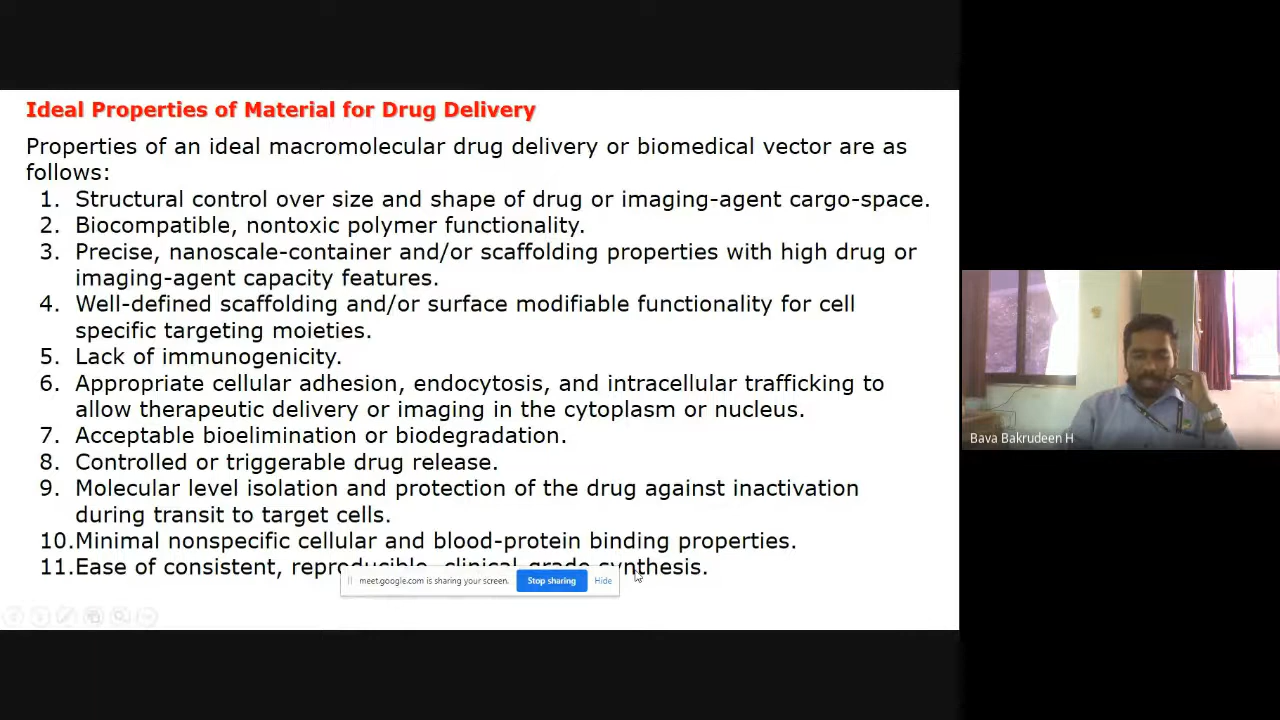 Ideal Properties of Material for Drug Delivery
Properties of an ideal macromolecular drug delivery or biomedical vector are as
follows:
1. Structural control over size and shape of drug or imaging-agent cargo-space.
2. Biocompatible, nontoxic polymer functionality.
3. Precise, nanoscale-container and/or scaffolding properties with high drug or
imaging-agent capacity features.
4. Well-defined scaffolding and/or surface modifiable functionality for cell
specific targeting moieties.
5. Lack of immunogenicity.
6. Appropriate cellular adhesion, endocytosis, and intracellular trafficking to
allow therapeutic delivery or imaging in the cytoplasm or nucleus.
7. Acceptable bioelimination or biodegradation.
8. Controlled or triggerable drug release.
9. Molecular level isolation and protection of the drug against inactivation
during transit to target cells.
10.Minimal nonspecific cellular and blood-protein binding properties.
11.Ease of consistent, reproducible, clinical grade synthesis.
meet.google.com is sharing your screen.
Stop sharing
Hide
Bava Bakrudeen H